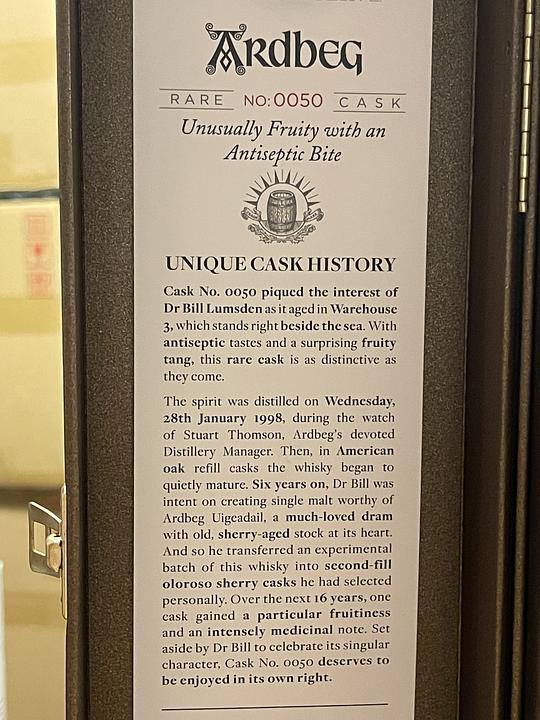 ARDBEG
RARE NO:0050 CASK
Unusually Fruity with an
Antiseptic Bite
UNIQUE CASK HISTORY
Cask No. 0050 piqued the interest of
Dr Bill Lumsden as it aged in Warehouse
3, which stands right beside the sea. With
antiseptic tastes and a surprising fruity
tang, this rare cask is as distinctive as
they come.
The spirit was distilled on Wednesday,
28th January 1998, during the watch
of Stuart Thomson, Ardbeg's devoted
Distillery Manager. Then, in American
oak refill casks the whisky began to
quietly mature. Six years on, Dr Bill was
intent on creating single malt worthy of
Ardbeg Uigeadail, a much-loved dram
with old, sherry-aged stock at its heart.
And so he transferred an experimental
batch of this whisky into second-fill
oloroso sherry casks he had selected
personally. Over the next 16 years, one
cask gained a particular fruitiness
and an intensely medicinal note. Set
aside by Dr Bill to celebrate its singular
character, Cask No. 0050 deserves to
be enjoyed in its own right.